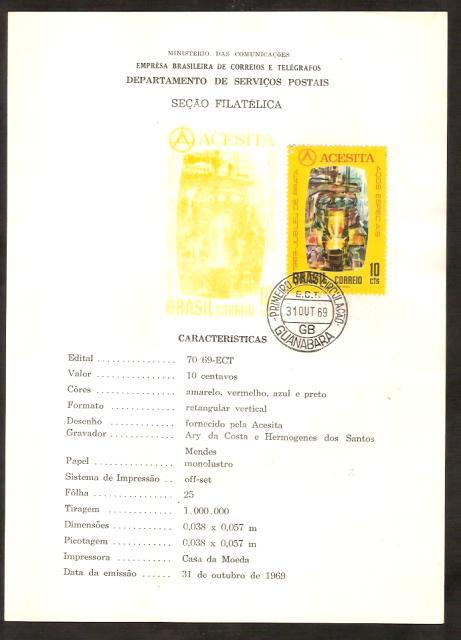 MINISTÉRIO DAS COMUNICAÇÕES
EMPRÊSA BRASILEIRA DE CORREIOS E TELÉGRAFOS
DEPARTAMENTO DE SERVIÇOS POSTAIS
SEÇÃO FILATÉLICA
ACESITA
BRASIL CORREIO
ACESITA
1969-JUBILEU DE PRATA
AÇOS ESPECIAIS
10
BRASIL CORREIO cts
PRIMEIRO DIA CIRCULAÇÃO
E.C.T.
31 OUT 69
GB
GUANABARA
CARACTERÍSTICAS
Edital ............... 70/69-ECT
Valor ............... 10 centavos
Côres ............... amarelo, vermelho, azul e preto
Formato ............ retangular vertical
Desenho ............ fornecido pela Acesita
Gravador ............ Ary da Costa e Hermogenes dos Santos
Mendes
Papel ............... monolustro
Sistema de Impressão .. off-set
Fôlha ............... 25
Tiragem ............ 1.000.000
Dimensões .......... 0,038 x 0,057 m
Picotagem .......... 0,038 x 0,057 m
Impressora .......... Casa da Moeda
Data da emissão ...... 31 de outubro de 1969